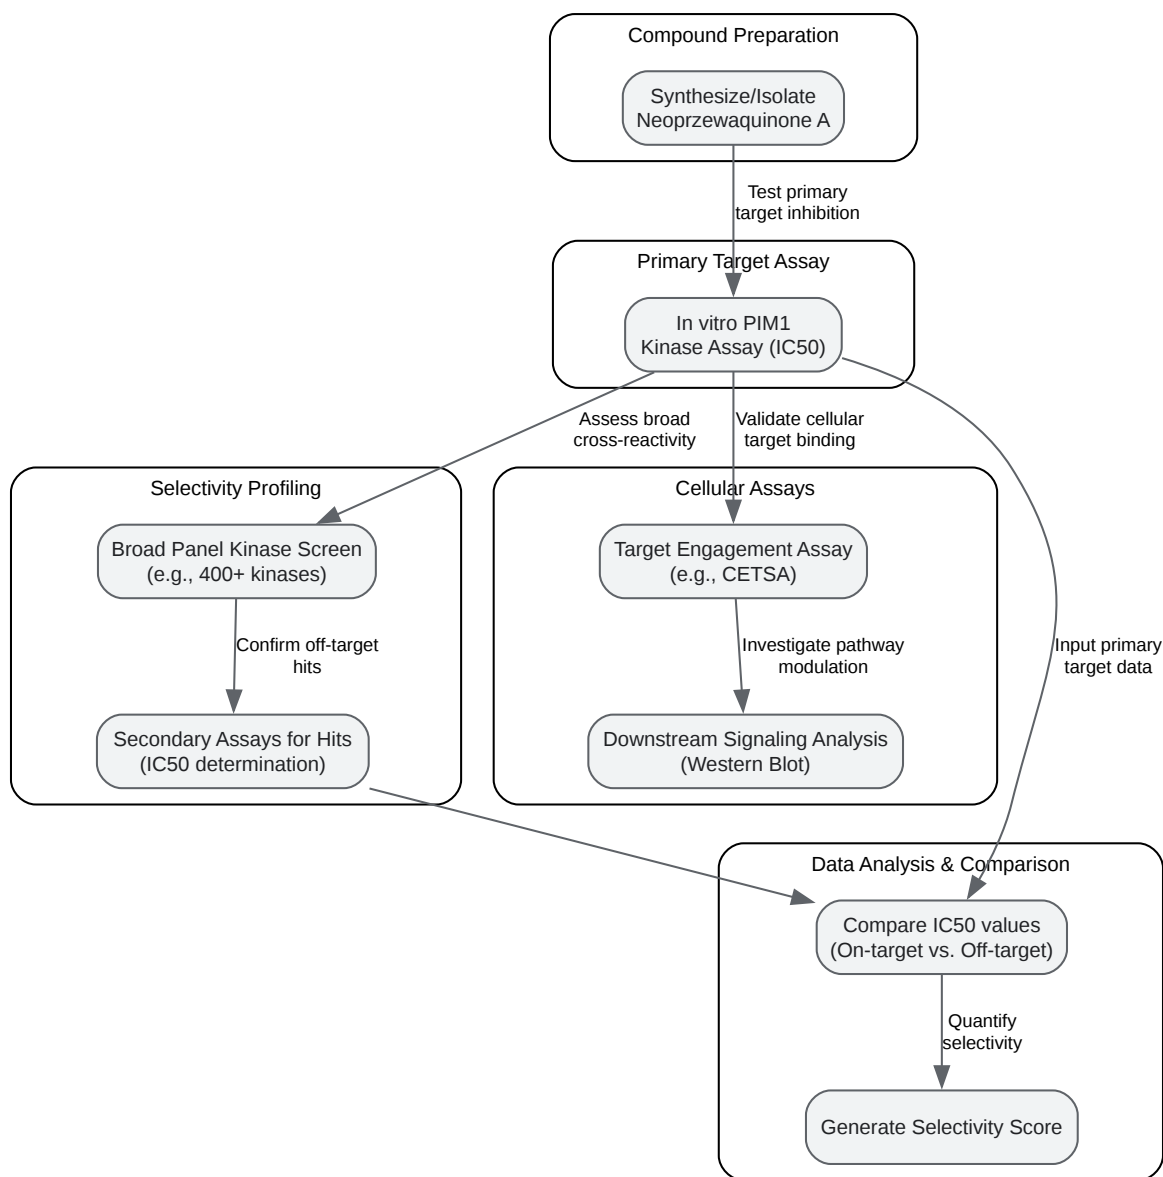 Compound Preparation
Synthesize/Isolate
Neoprzewaquinone A
Test primary
target inhibition
Primary Target Assay
In vitro PIM1
Kinase Assay (IC50)
Assess broad
cross-reactivity
Validate cellular
target binding
Selectivity Profiling
Broad Panel Kinase Screen
(e.g., 400+ kinases)
Confirm off-target
hits
Secondary Assays for Hits
(IC50 determination)
Cellular Assays
Target Engagement Assay
(e.g., CETSA)
Investigate pathway
modulation
Downstream Signaling Analysis
(Western Blot)
Input primary
target data
Data Analysis & Comparison
Compare IC50 values
(On-target vs. Off-target)
Quantify
selectivity
Generate Selectivity Score